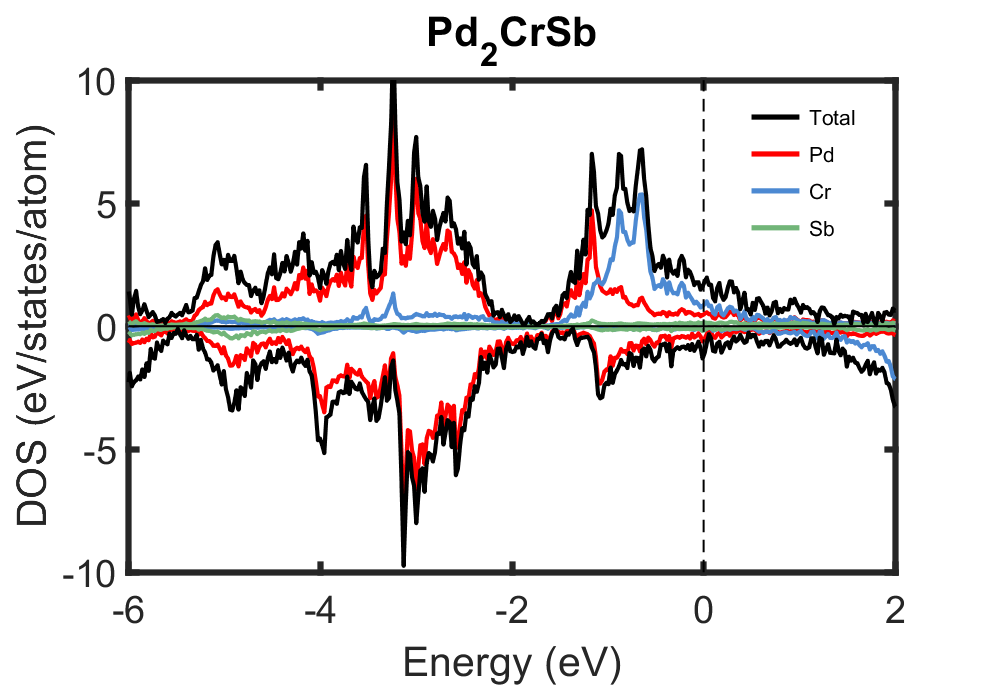 Pd2CrSb
10
5
0
-5
-10
DOS (eV/states/atom)
Total
Pd
Cr
Sb
-6
-4
-2
0
2
Energy (eV)